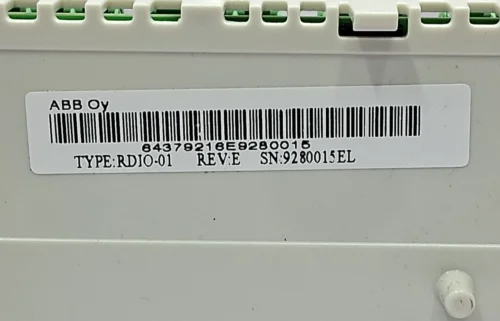 ABB Oy
64379216E9280015
TYPE:RDIO-01 REV:E SN:9280015EL